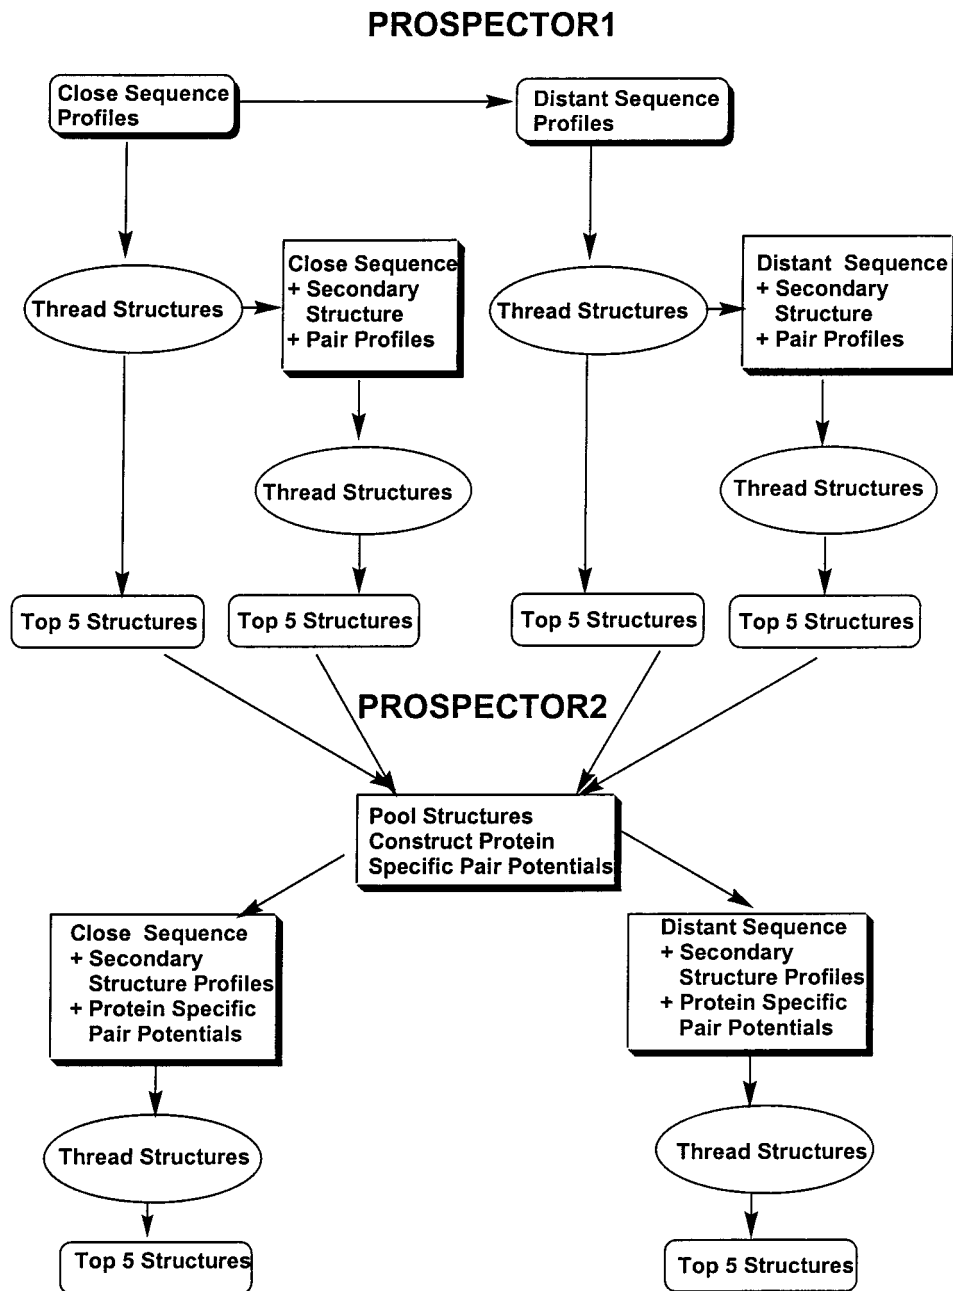 PROSPECTOR1
Close Sequence
Profiles
Distant Sequence
Profiles
Thread Structures
Close Sequence
+ Secondary
Structure
+ Pair Profiles
Thread Structures
Distant Sequence
+ Secondary
Structure
+ Pair Profiles
Thread Structures
Thread Structures
Top 5 Structures
Top 5 Structures
Top 5 Structures
Top 5 Structures
PROSPECTOR2
Pool Structures
Construct Protein
Specific Pair Potentials
Close Sequence
+ Secondary
Structure Profiles
+ Protein Specific
Pair Potentials
Distant Sequence
+ Secondary
Structure Profiles
+ Protein Specific
Pair Potentials
Thread Structures
Thread Structures
Top 5 Structures
Top 5 Structures